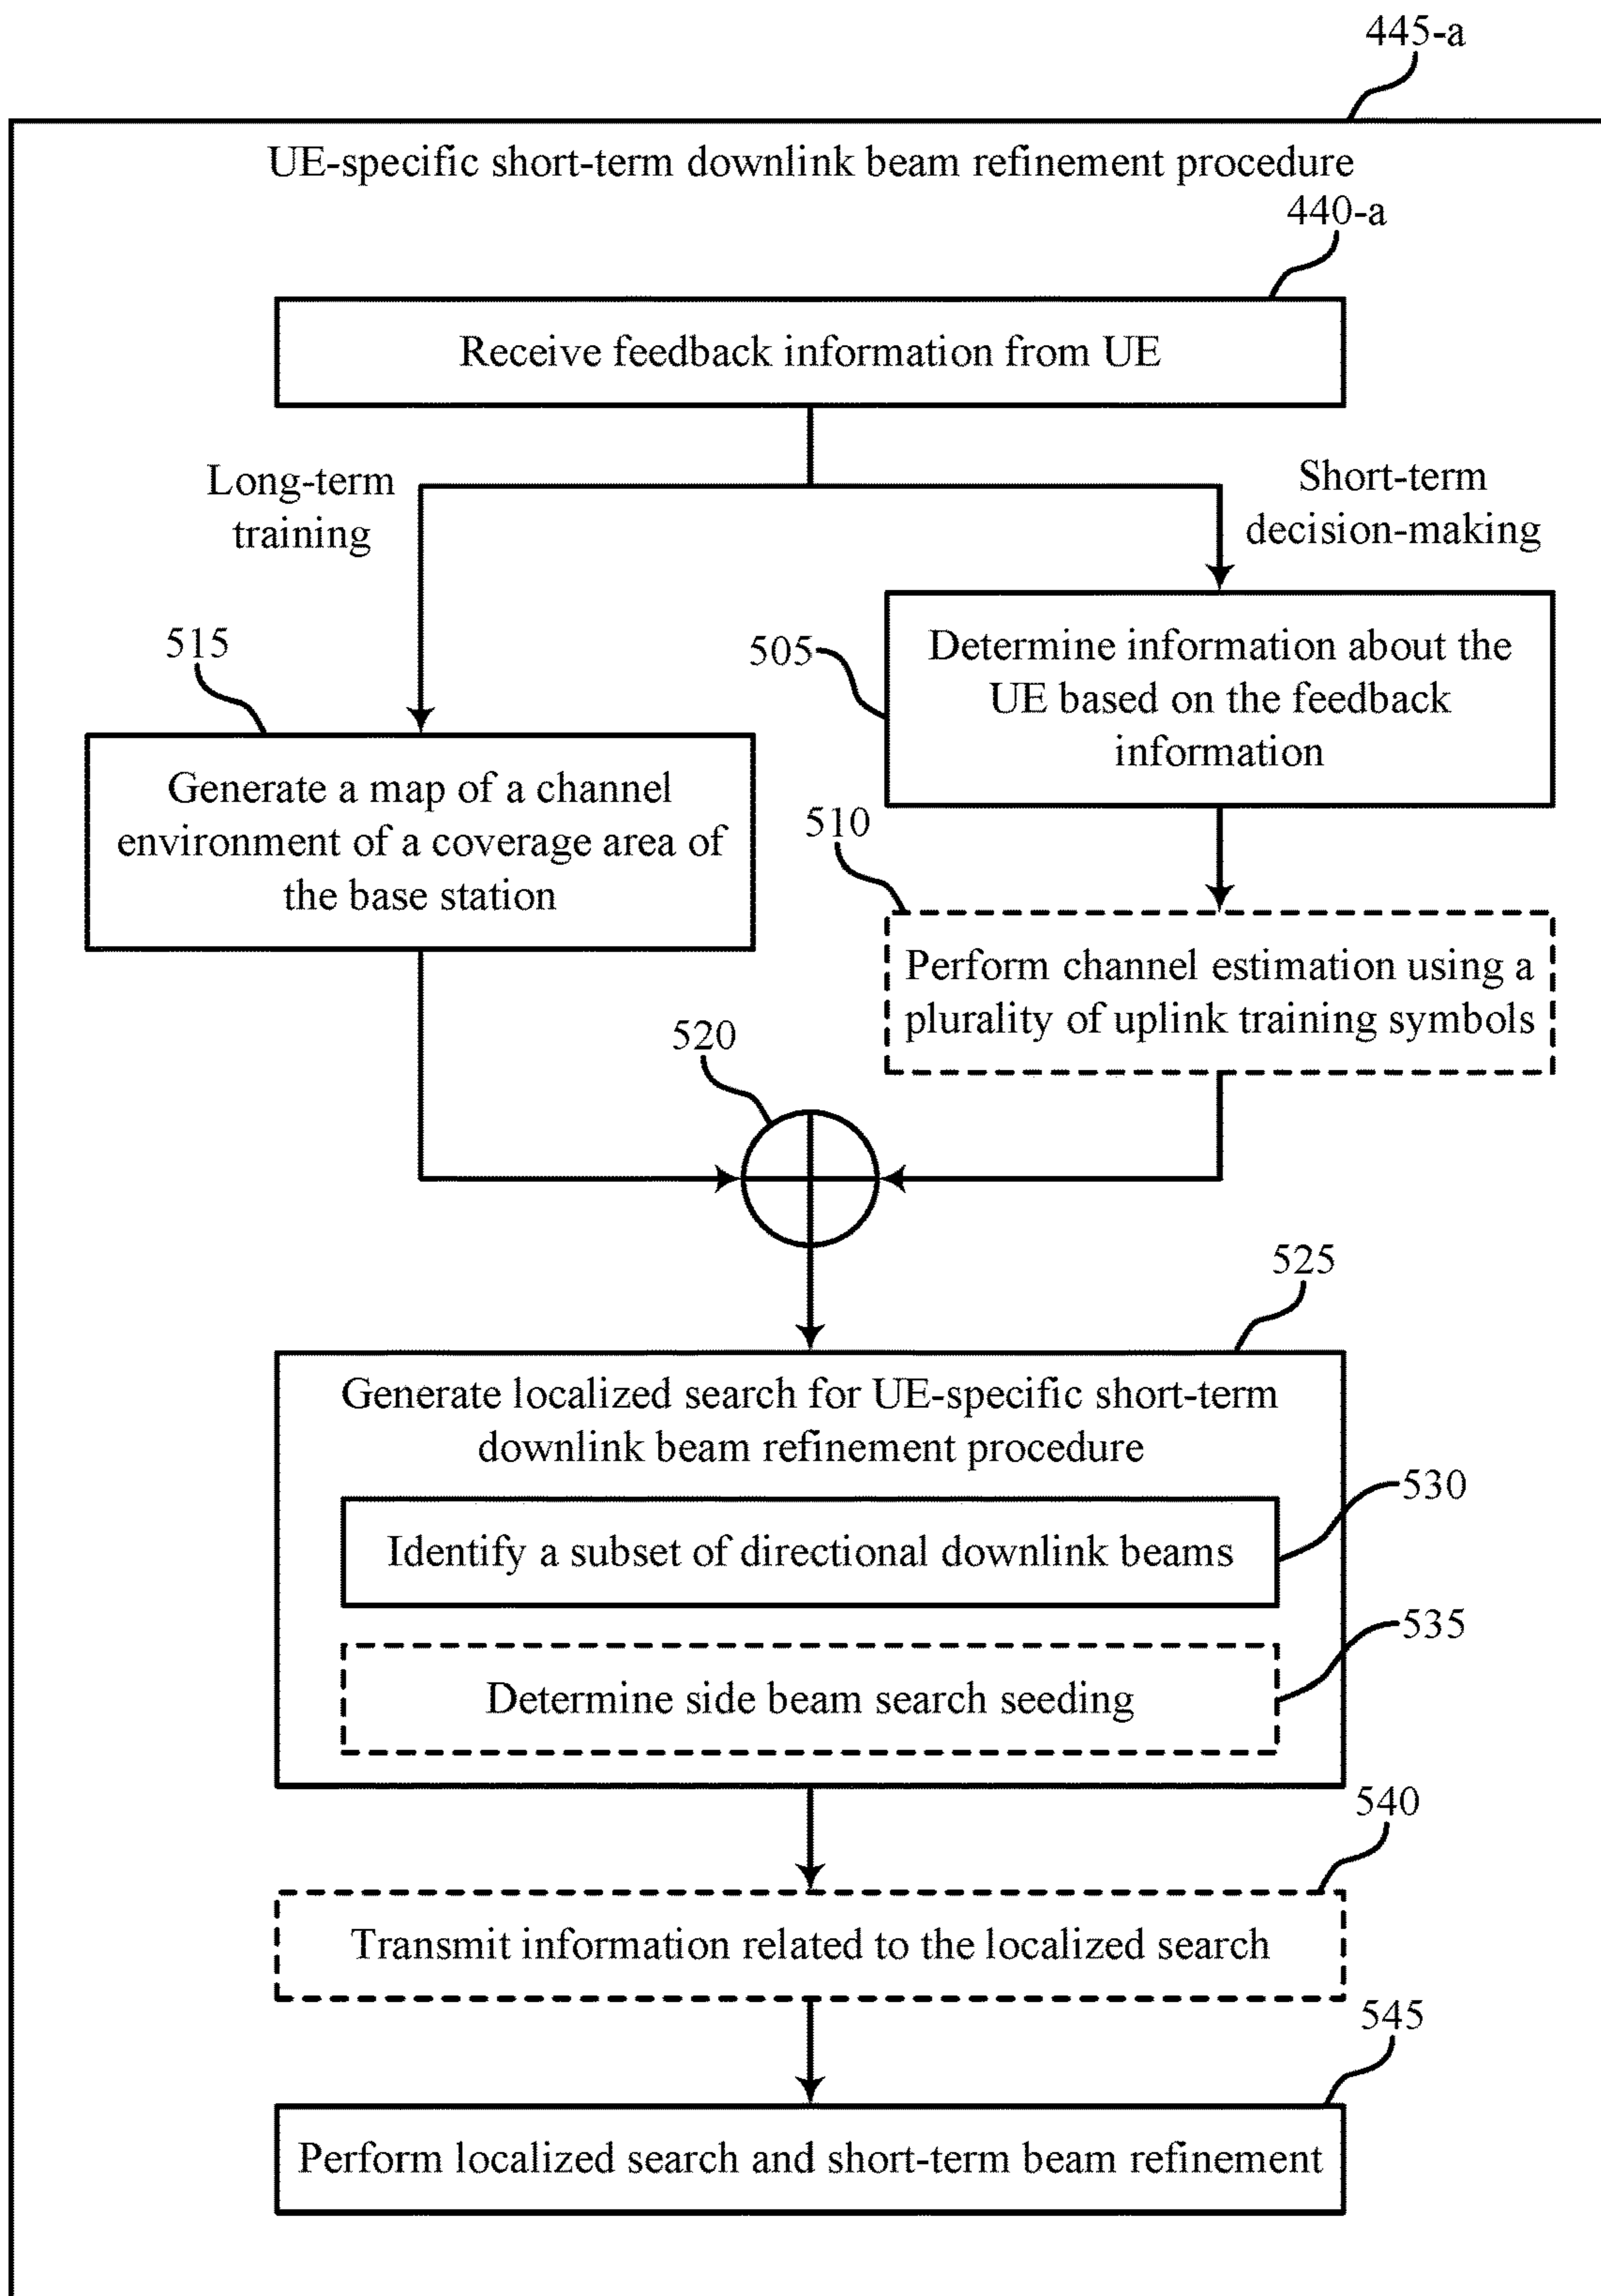 445-a
UE-specific short-term downlink beam refinement procedure
440-a
Receive feedback information from UE
Long-term
training
Short-term
decision-making
515
Generate a map of a channel
environment of a coverage area of
the base station
505
Determine information about the
UE based on the feedback
information
510
Perform channel estimation using a
plurality of uplink training symbols
520
525
Generate localized search for UE-specific short-term
downlink beam refinement procedure
530
Identify a subset of directional downlink beams
535
Determine side beam search seeding
540
Transmit information related to the localized search
545
Perform localized search and short-term beam refinement